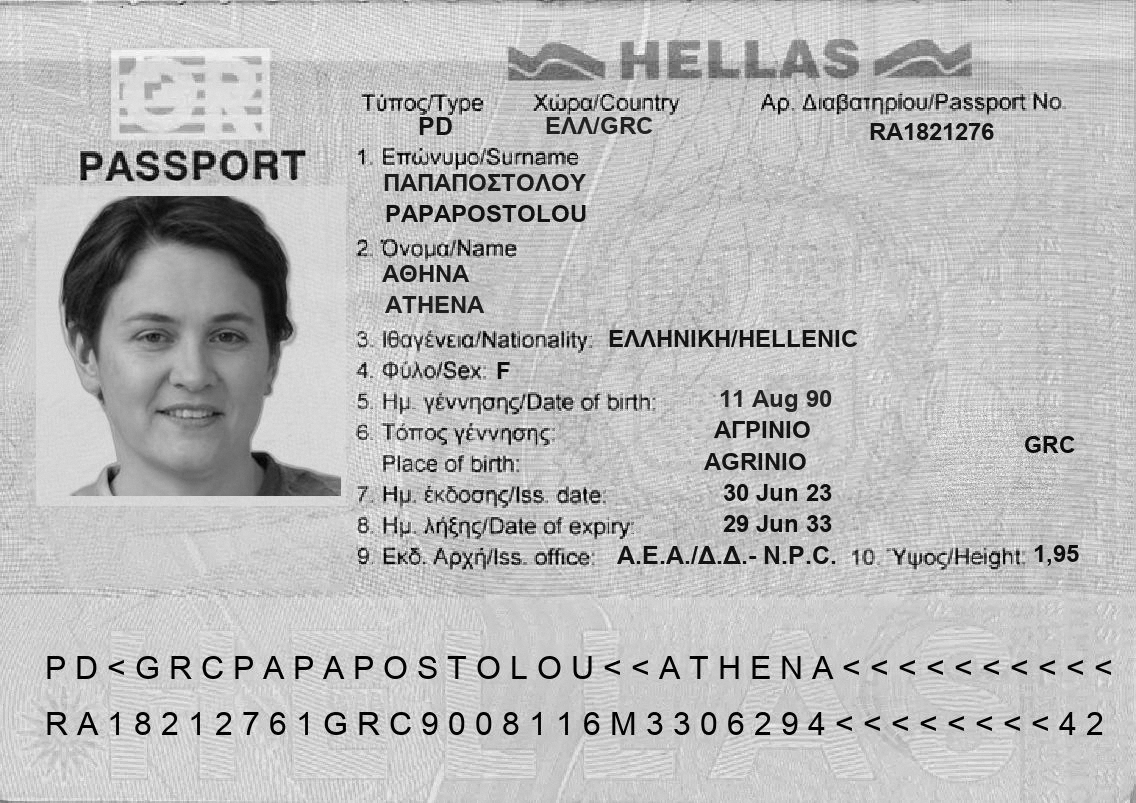 GR
HELLAS
PASSPORT
Τύπος/Type Χώρα/Country Αρ. Διαβατηρίου/Passport No.
PD ΕΛΛ/GRC RA1821276
1. Επώνυμο/Surname
ΠΑΠΑΠΟΣΤΟΛΟΥ
PAPAPOSTOLOU
2. Όνομα/Name
ΑΘΗΝΑ
ATHENA
3. Ιθαγένεια/Nationality: ΕΛΛΗΝΙΚΗ/HELLENIC
4. Φύλο/Sex: F
5. Ημ. γέννησης/Date of birth: 11 Aug 90
6. Τόπος γέννησης: ΑΓΡΙΝΙΟ
Place of birth: AGRINIO
GRC
7. Ημ. έκδοσης/Iss. date: 30 Jun 23
8. Ημ. λήξης/Date of expiry: 29 Jun 33
9 Εκδ. Αρχή/Iss. office: Α.Ε.Α./Δ.Δ.- N.P.C. 10. Ύψος/Height: 1,95
HELLAS
PD<GRCPAPAPOSTOLOU<<ATHENA<<<<<<<<<<
RA18212761GRC9008116M3306294<<<<<<<<42